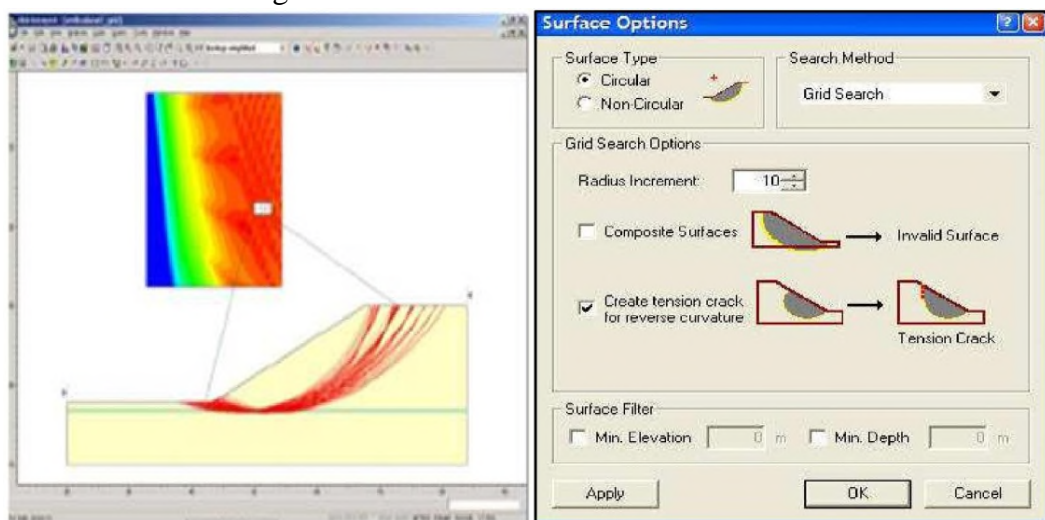 Surface Options
Surface Type
Circular
Non-Circular
Search Method
Grid Search
Grid Search Options
Radius Increment:
10
Composite Surfaces
Invalid Surface
Create tension crack
for reverse curvature
Tension Crack
Surface Filter
Min. Elevation
0 m
Min. Depth
0 m
Apply
OK
Cancel